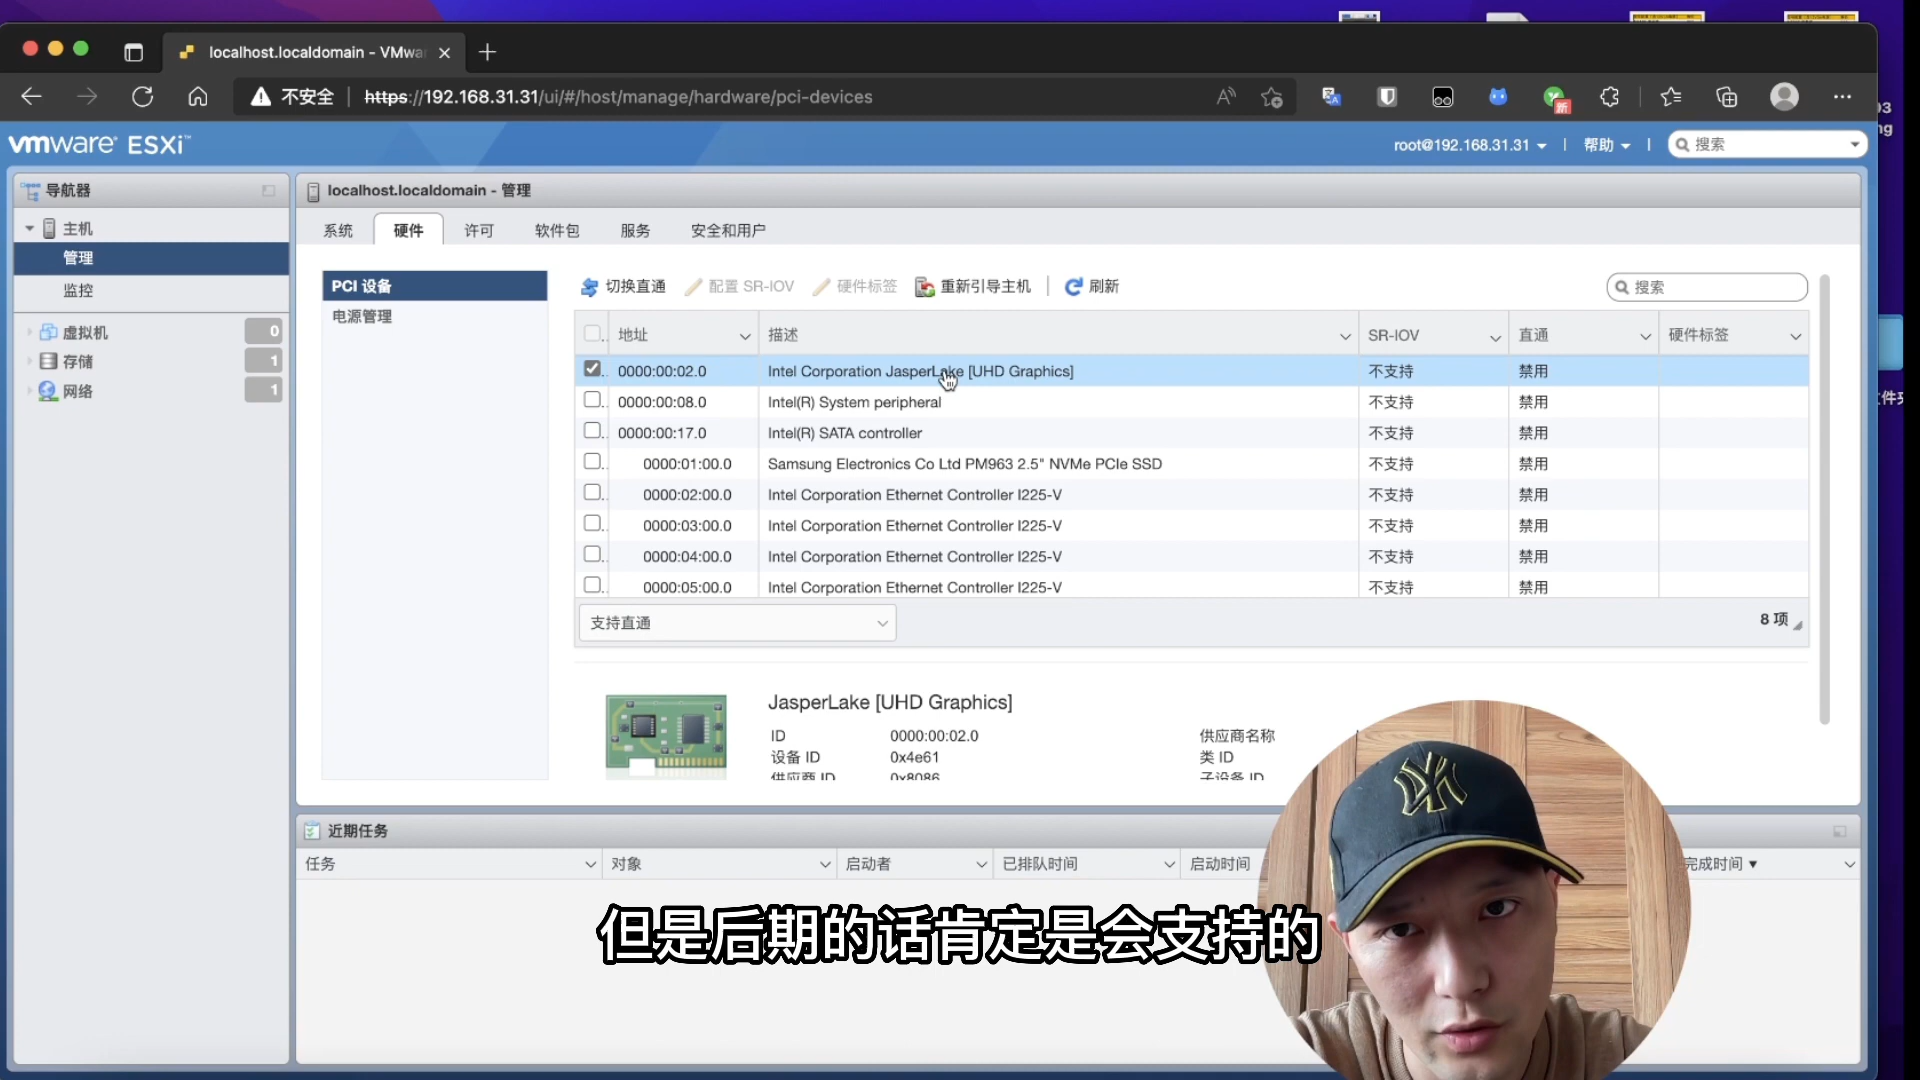 03
ng
localhost.localdomain - VMwa
不安全 | https://192.168.31.31/ui/#/host/manage/hardware/pci-devices
新
vmware ESXi™
root@192.168.31.31 | 帮助 | 搜索
导航器
主机
管理
监控
虚拟机 0
存储 1
网络 1
localhost.localdomain - 管理
系统 硬件 许可 软件包 服务 安全和用户
PCI 设备
电源管理
切换直通 配置 SR-IOV 硬件标签 重新引导主机 | 刷新 搜索
地址 描述 SR-IOV 直通 硬件标签
0000:00:02.0 Intel Corporation JasperLake [UHD Graphics] 不支持 禁用
0000:00:08.0 Intel(R) System peripheral 不支持 禁用
0000:00:17.0 Intel(R) SATA controller 不支持 禁用
0000:01:00.0 Samsung Electronics Co Ltd PM963 2.5" NVMe PCIe SSD 不支持 禁用
0000:02:00.0 Intel Corporation Ethernet Controller I225-V 不支持 禁用
0000:03:00.0 Intel Corporation Ethernet Controller I225-V 不支持 禁用
0000:04:00.0 Intel Corporation Ethernet Controller I225-V 不支持 禁用
0000:05:00.0 Intel Corporation Ethernet Controller I225-V 不支持 禁用
支持直通 8 项
JasperLake [UHD Graphics]
ID 0000:00:02.0 供应商名称
设备 ID 0x4e61 类 ID
供应商 ID 0x8086 子设备 ID
近期任务
任务 对象 启动者 已排队时间 启动时间 完成时间
但是后期的话肯定是会支持的